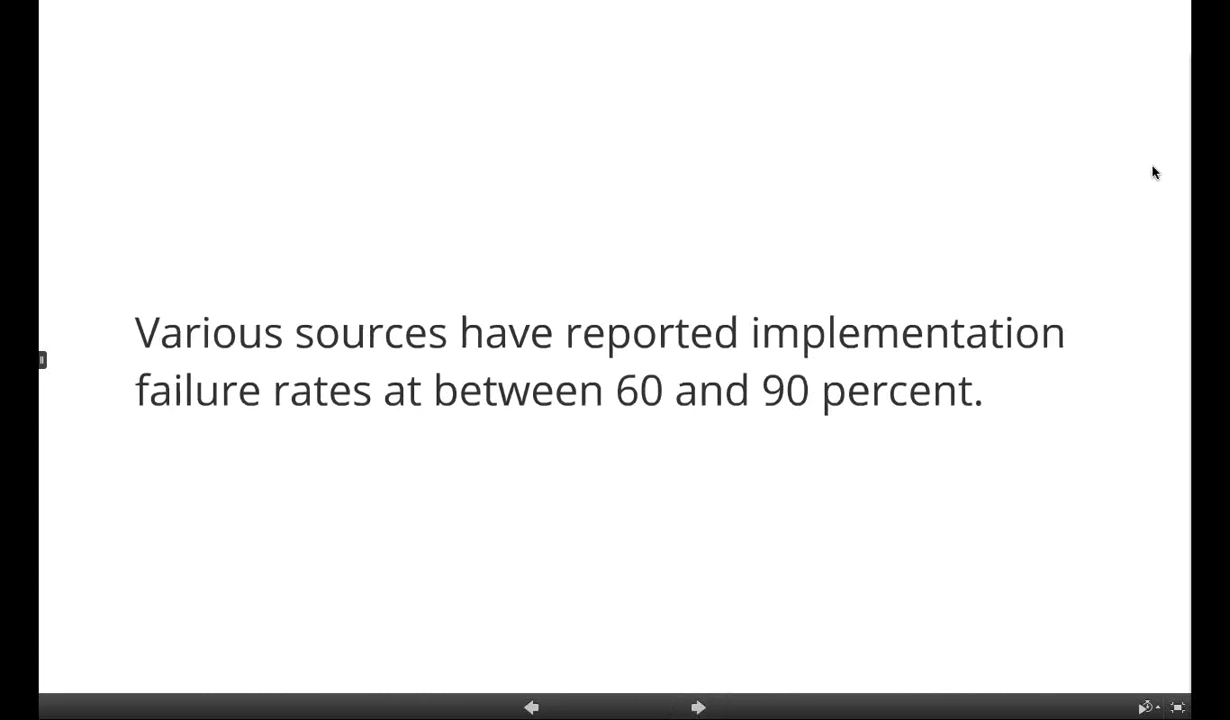 Various sources have reported implementation
failure rates at between 60 and 90 percent.